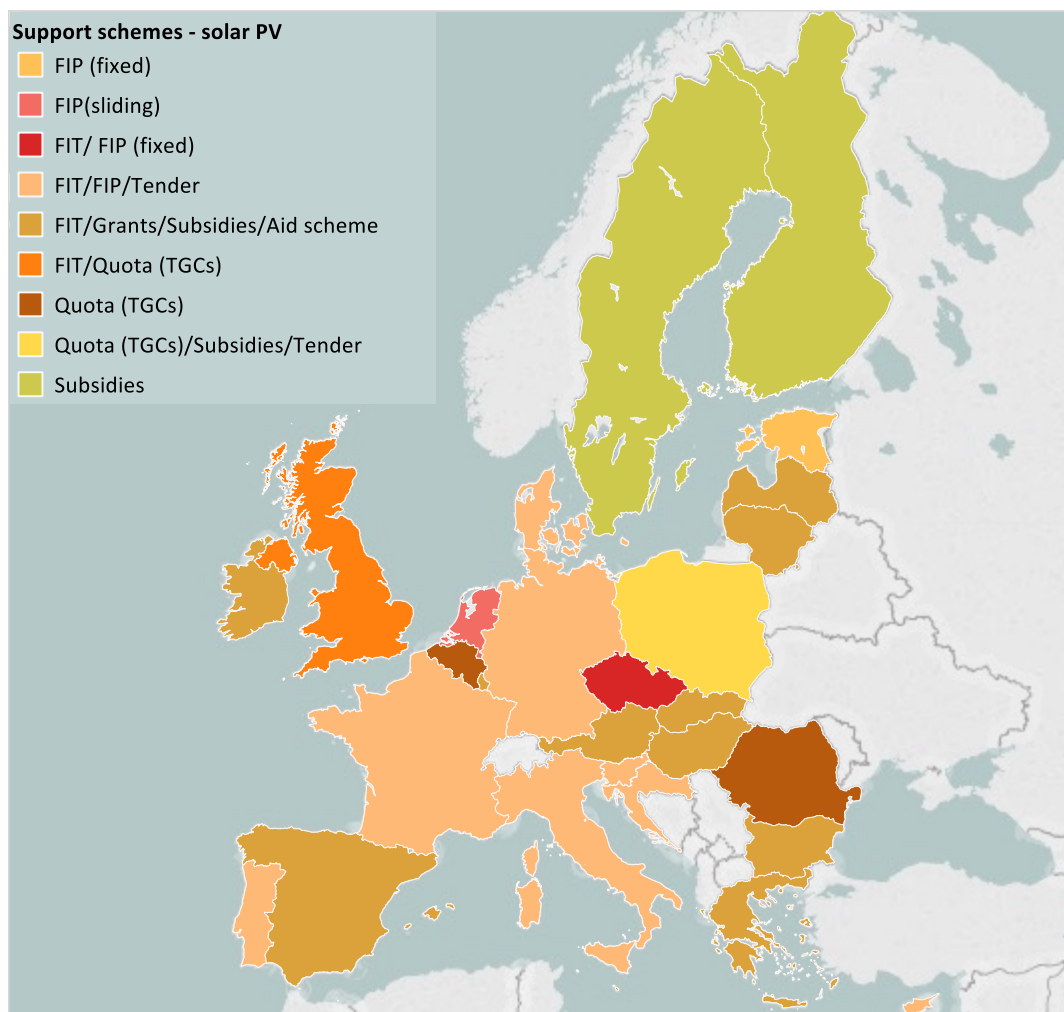 Support schemes - solar PV
FIP (fixed)
FIP(sliding)
FIT/ FIP (fixed)
FIT/FIP/Tender
FIT/Grants/Subsidies/Aid scheme
FIT/Quota (TGCs)
Quota (TGCs)
Quota (TGCs)/Subsidies/Tender
Subsidies